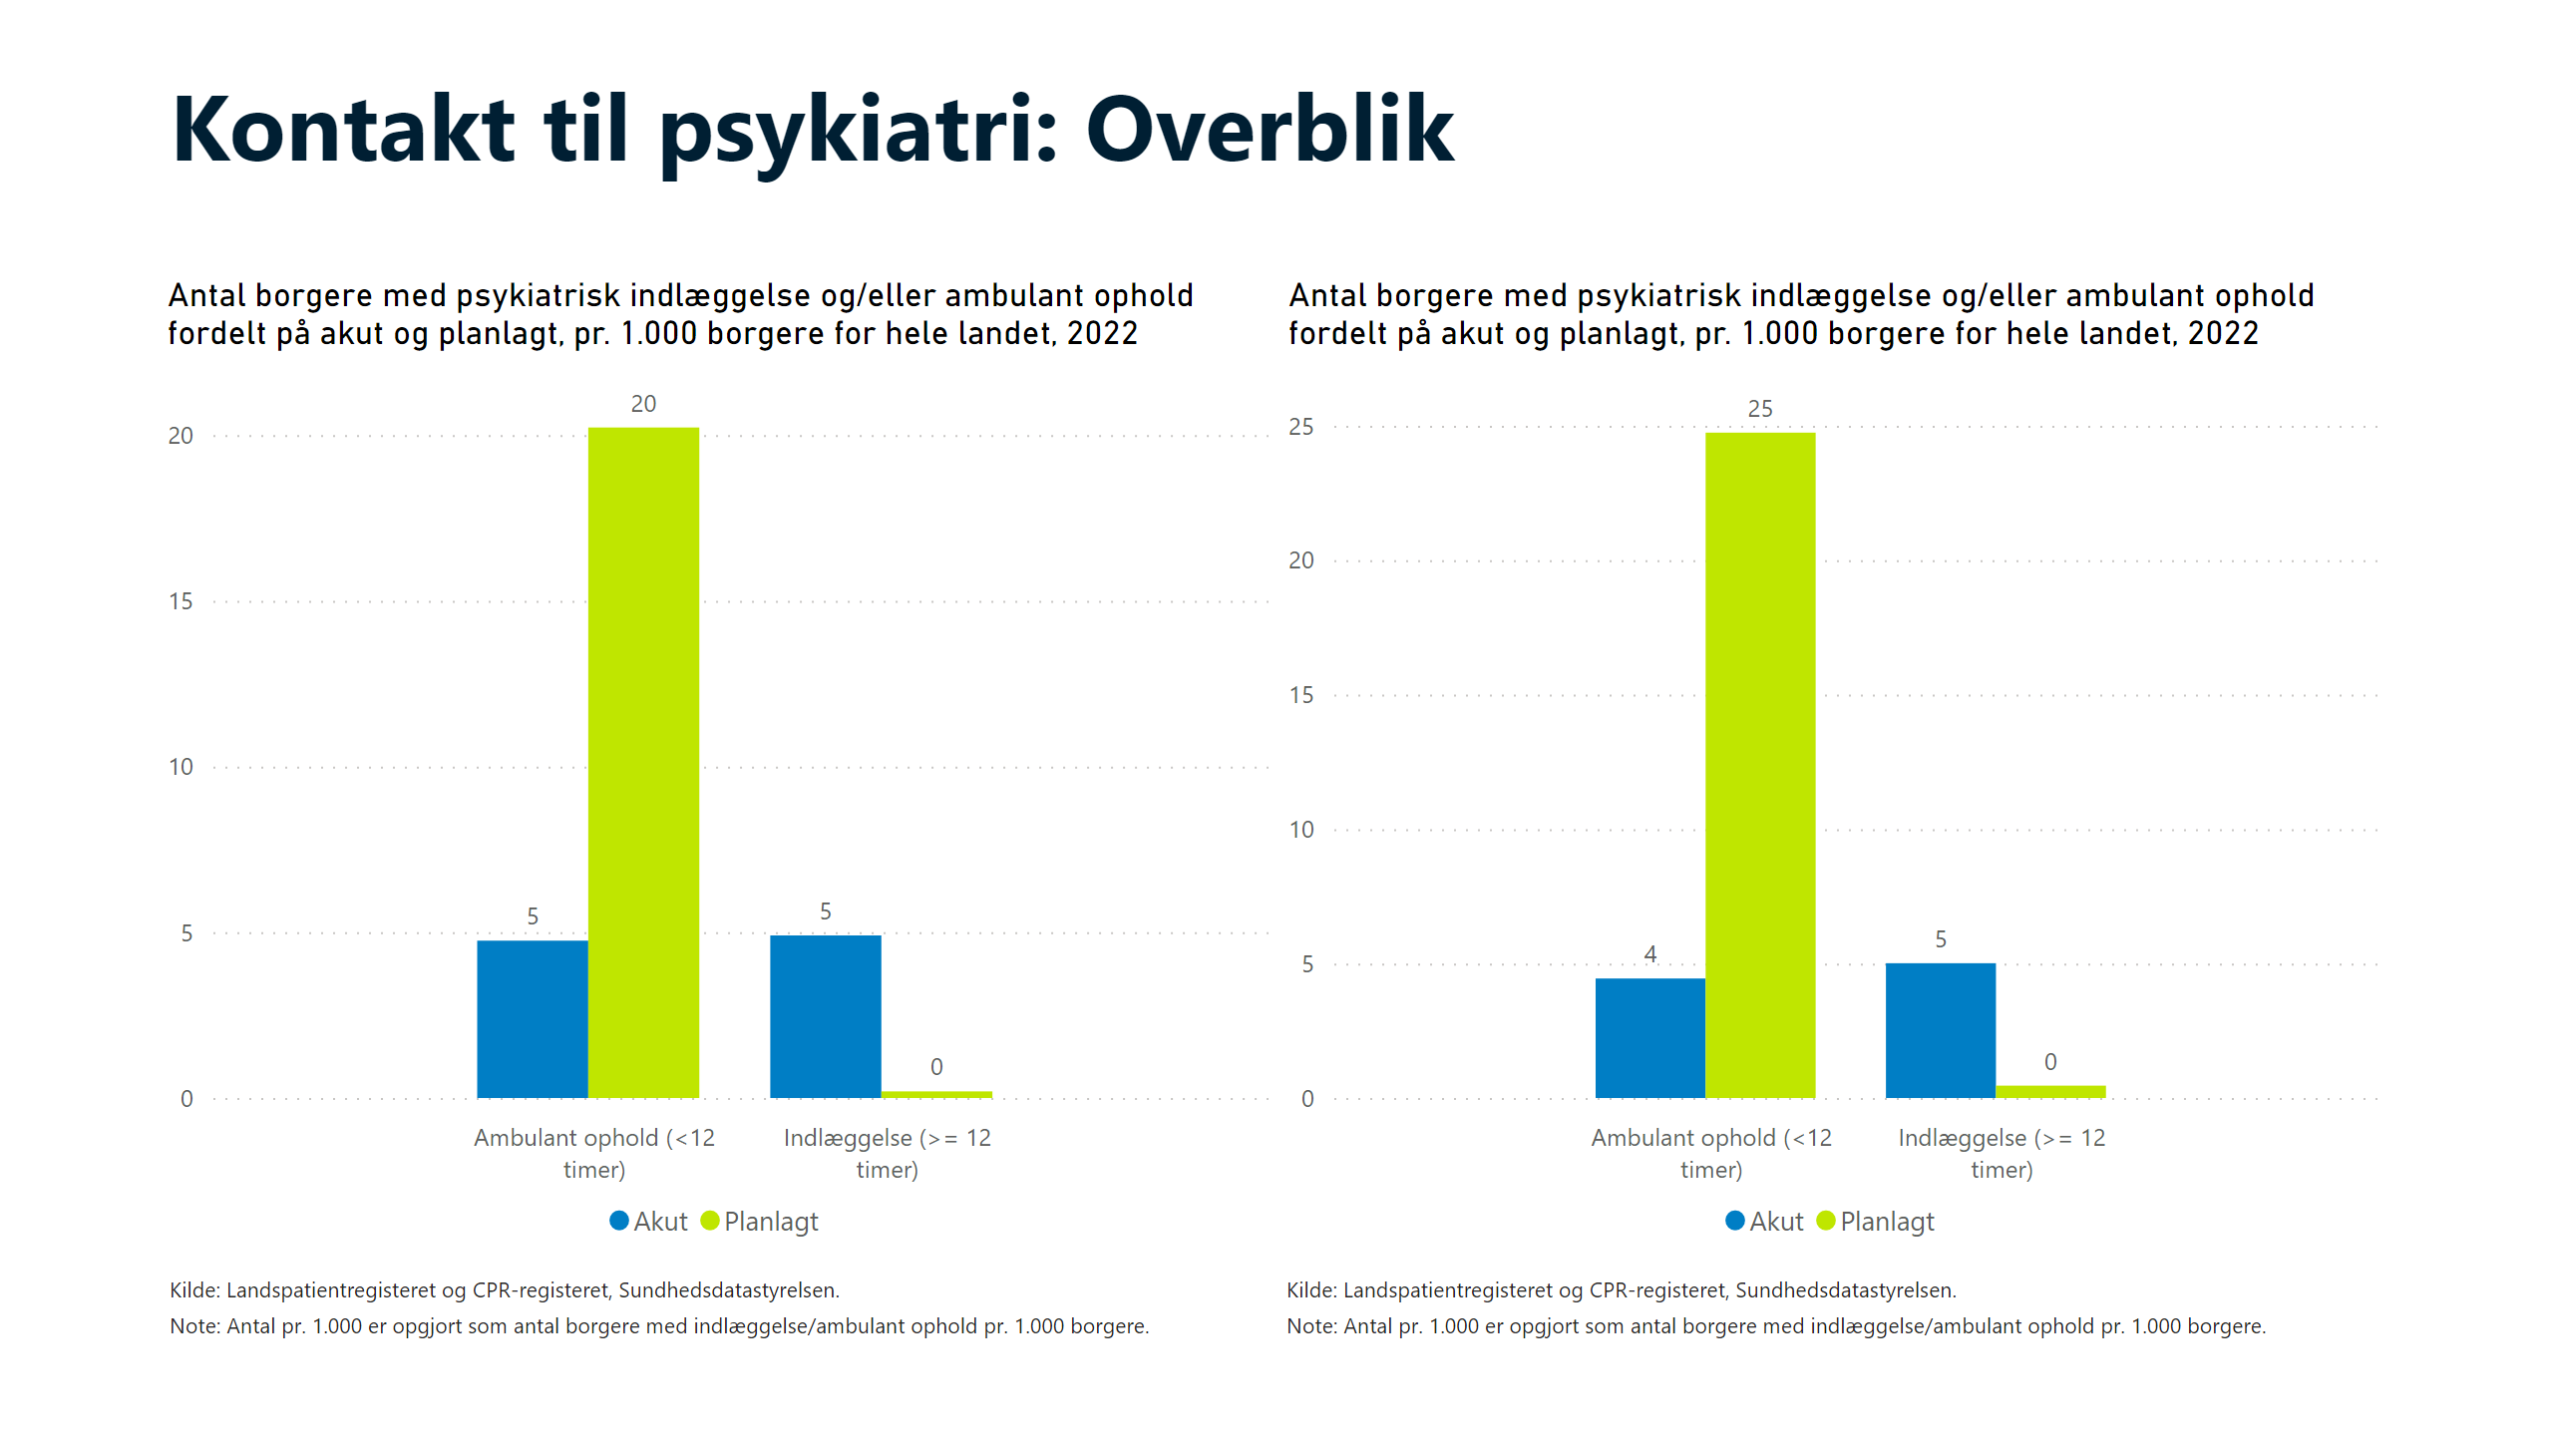 Kontakt til psykiatri: Overblik
Antal borgere med psykiatrisk indlæggelse og/eller ambulant ophold
fordelt på akut og planlagt, pr. 1.000 borgere for hele landet, 2022
20
15
10
5
0
5
20
5
0
Ambulant ophold (<12
timer)
Indlæggelse (>= 12
timer)
Akut Planlagt
Kilde: Landspatientregisteret og CPR-registeret, Sundhedsdatastyrelsen.
Note: Antal pr. 1.000 er opgjort som antal borgere med indlæggelse/ambulant ophold pr. 1.000 borgere.
Antal borgere med psykiatrisk indlæggelse og/eller ambulant ophold
fordelt på akut og planlagt, pr. 1.000 borgere for hele landet, 2022
25
20
15
10
5
0
4
25
5
0
Ambulant ophold (<12
timer)
Indlæggelse (>= 12
timer)
Akut Planlagt
Kilde: Landspatientregisteret og CPR-registeret, Sundhedsdatastyrelsen.
Note: Antal pr. 1.000 er opgjort som antal borgere med indlæggelse/ambulant ophold pr. 1.000 borgere.